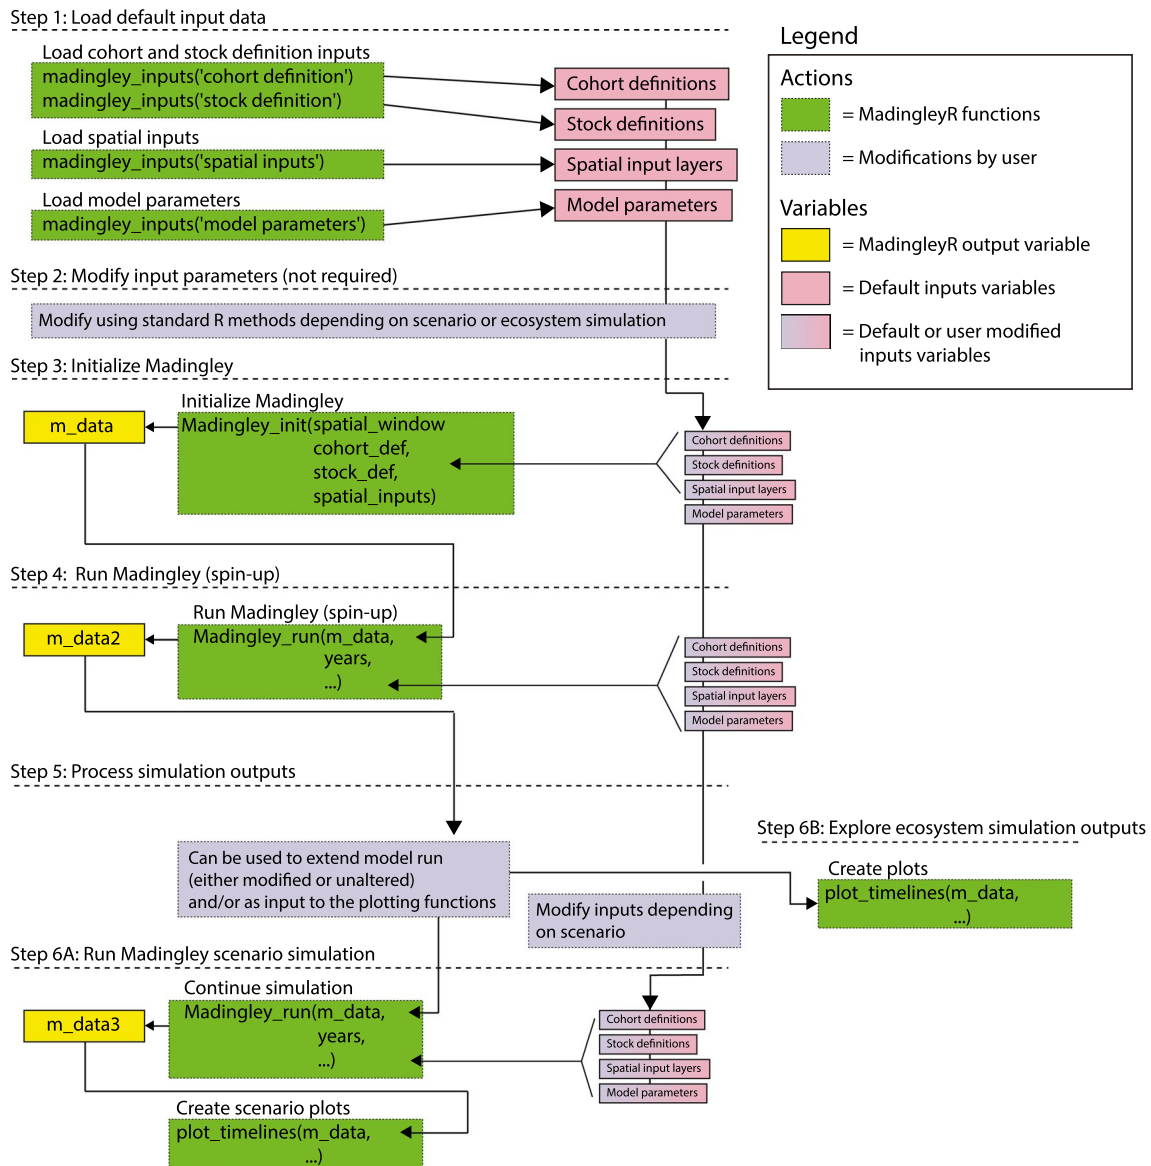 Step 1: Load default input data
Load cohort and stock definition inputs
madingley_inputs('cohort definition')
madingley_inputs('stock definition')
Load spatial inputs
madingley_inputs('spatial inputs')
Load model parameters
madingley_inputs('model parameters')
Cohort definitions
Stock definitions
Spatial input layers
Model parameters
Legend
Actions
= MadingleyR functions
= Modifications by user
Variables
= MadingleyR output variable
= Default inputs variables
= Default or user modified
inputs variables
Step 2: Modify input parameters (not required)
Modify using standard R methods depending on scenario or ecosystem simulation
Step 3: Initialize Madingley
Initialize Madingley
m_data
Madingley_init(spatial_window
cohort_def,
stock_def,
spatial_inputs)
Cohort definitions
Stock definitions
Spatial input layers
Model parameters
Step 4: Run Madingley (spin-up)
Run Madingley (spin-up)
m_data2
Madingley_run(m_data,
years,
...)
Cohort definitions
Stock definitions
Spatial input layers
Model parameters
Step 5: Process simulation outputs
Can be used to extend model run
(either modified or unaltered)
and/or as input to the plotting functions
Modify inputs depending
on scenario
Step 6B: Explore ecosystem simulation outputs
Create plots
plot_timelines(m_data,
...)
Step 6A: Run Madingley scenario simulation
Continue simulation
m_data3
Madingley_run(m_data,
years,
...)
Cohort definitions
Stock definitions
Spatial input layers
Model parameters
Create scenario plots
plot_timelines(m_data,
...)